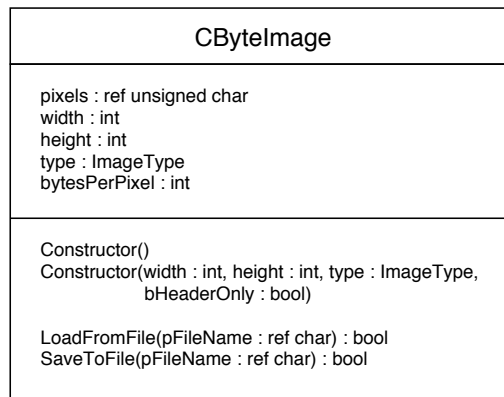 CByteImage
pixels : ref unsigned char
width : int
height : int
type : ImageType
bytesPerPixel : int
Constructor()
Constructor(width : int, height : int, type : ImageType,
bHeaderOnly : bool)
LoadFromFile(pFileName : ref char) : bool
SaveToFile(pFileName : ref char) : bool